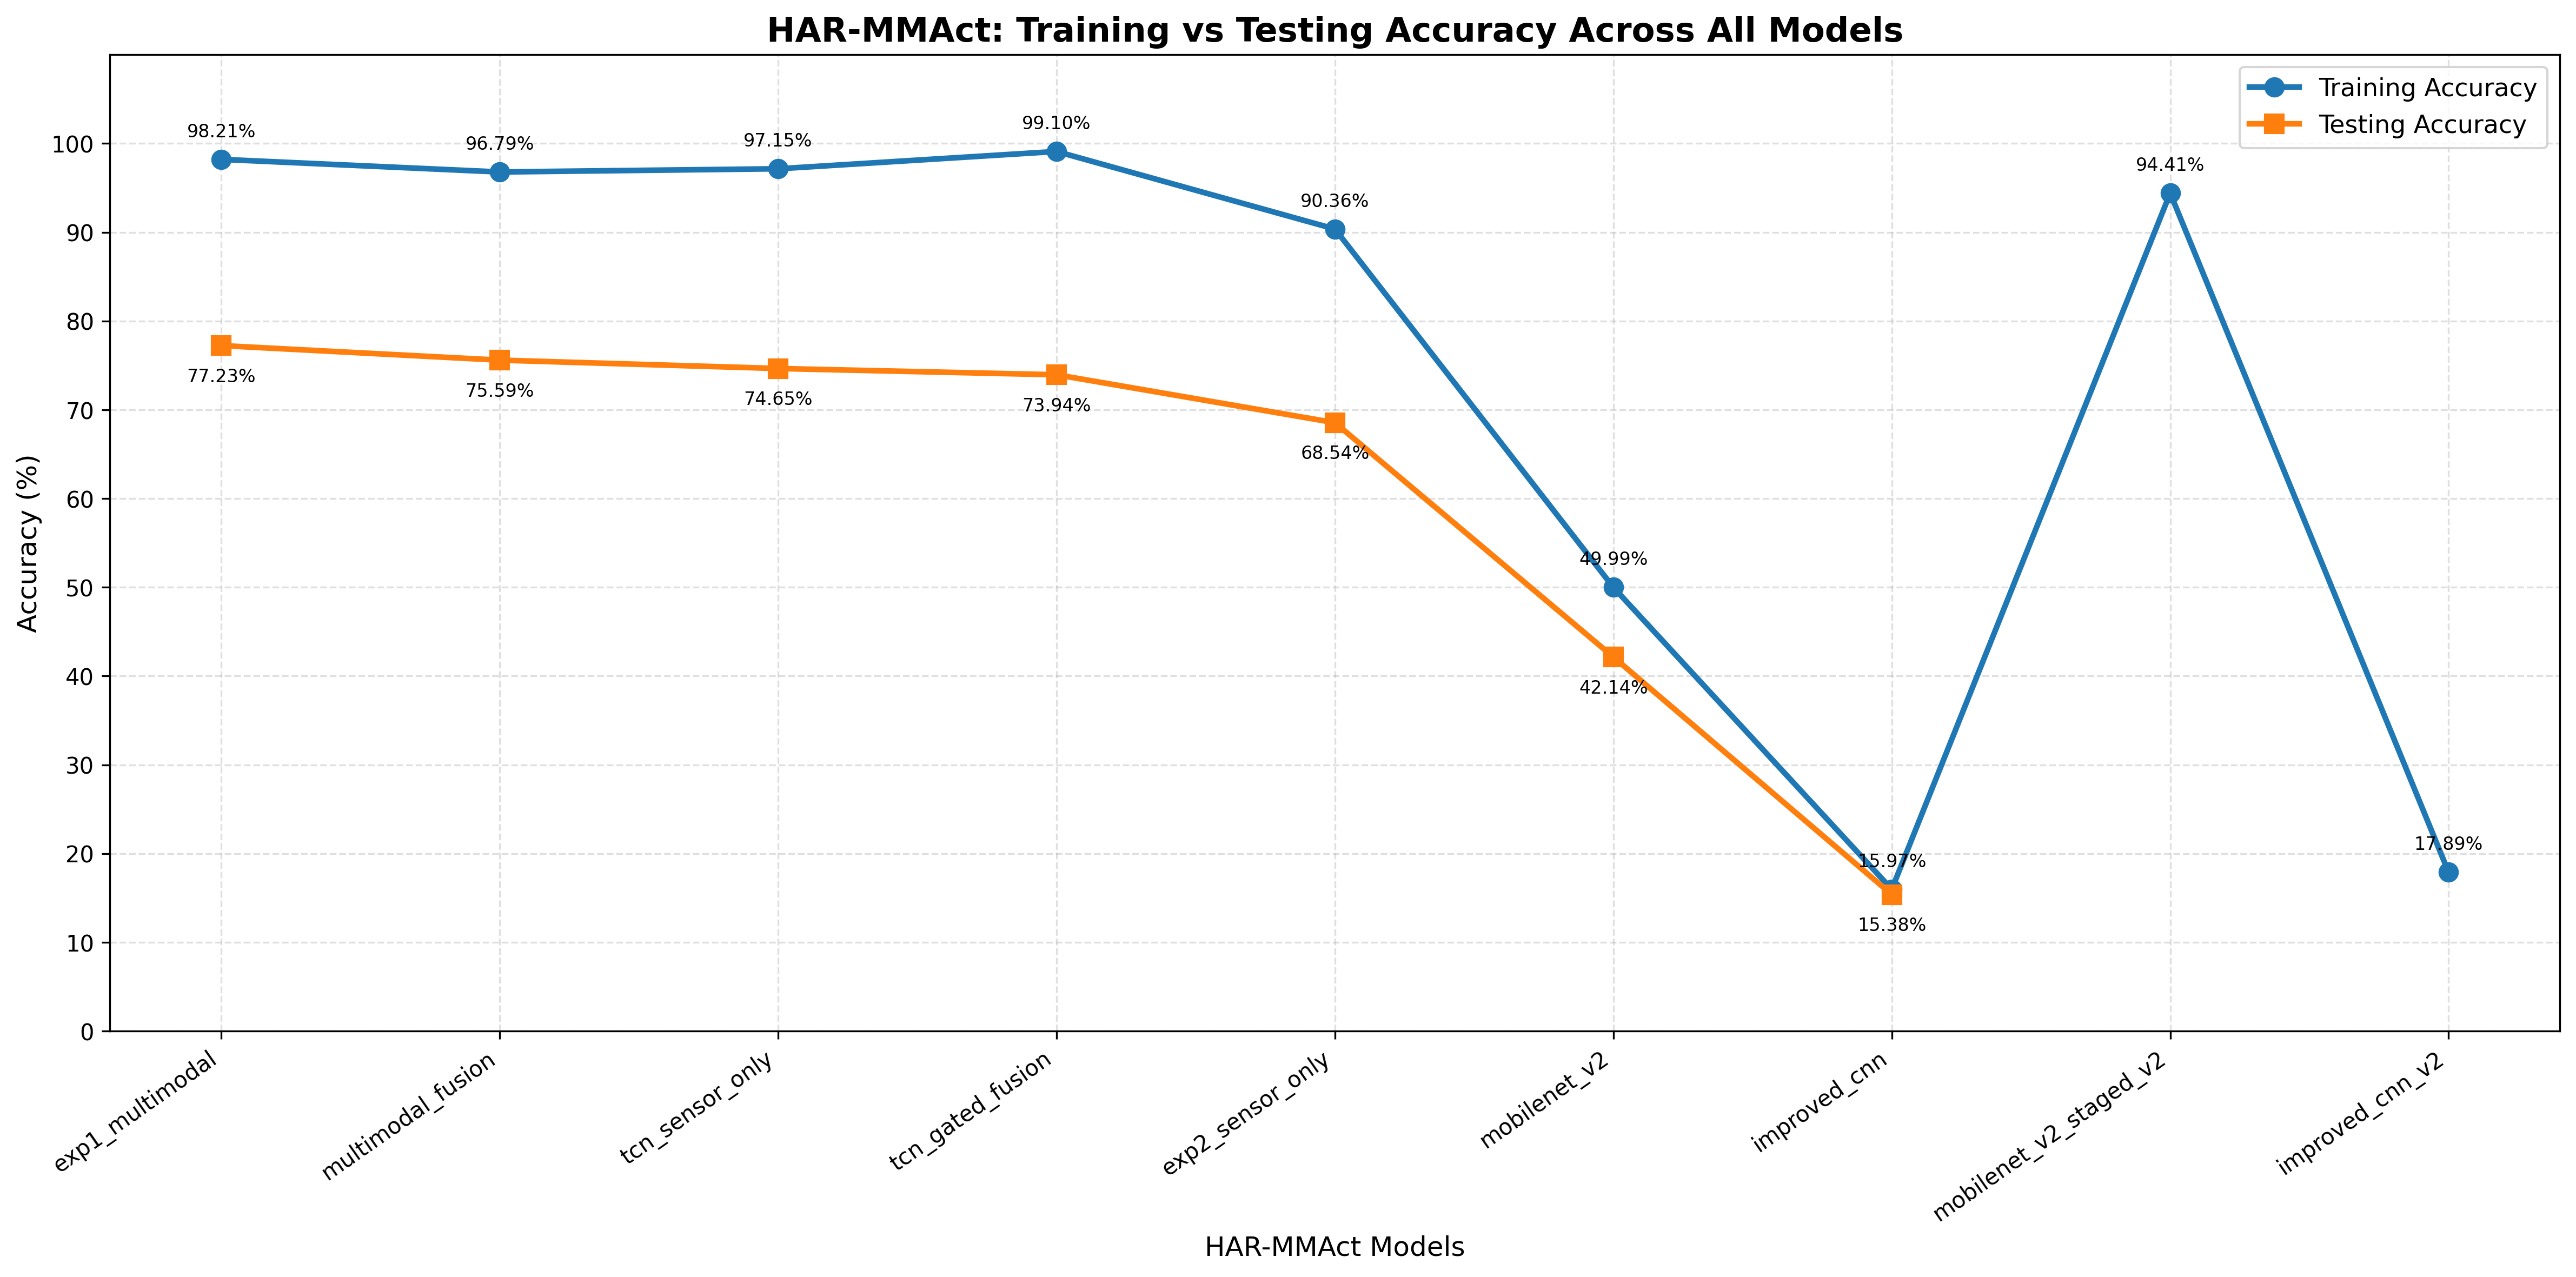 HAR-MMAct: Training vs Testing Accuracy Across All Models
Training Accuracy
Testing Accuracy
98.21%
96.79%
97.15%
99.10%
90.36%
49.99%
15.97%
94.41%
17.89%
77.23%
75.59%
74.65%
73.94%
68.54%
42.14%
15.38%
Accuracy (%)
100
90
80
70
60
50
40
30
20
10
0
exp1_multimodal
multimodal_fusion
tcn_sensor_only
tcn_gated_fusion
exp2_sensor_only
mobilenet_v2
improved_cnn
mobilenet_v2_staged_v2
improved_cnn_v2
HAR-MMAct Models